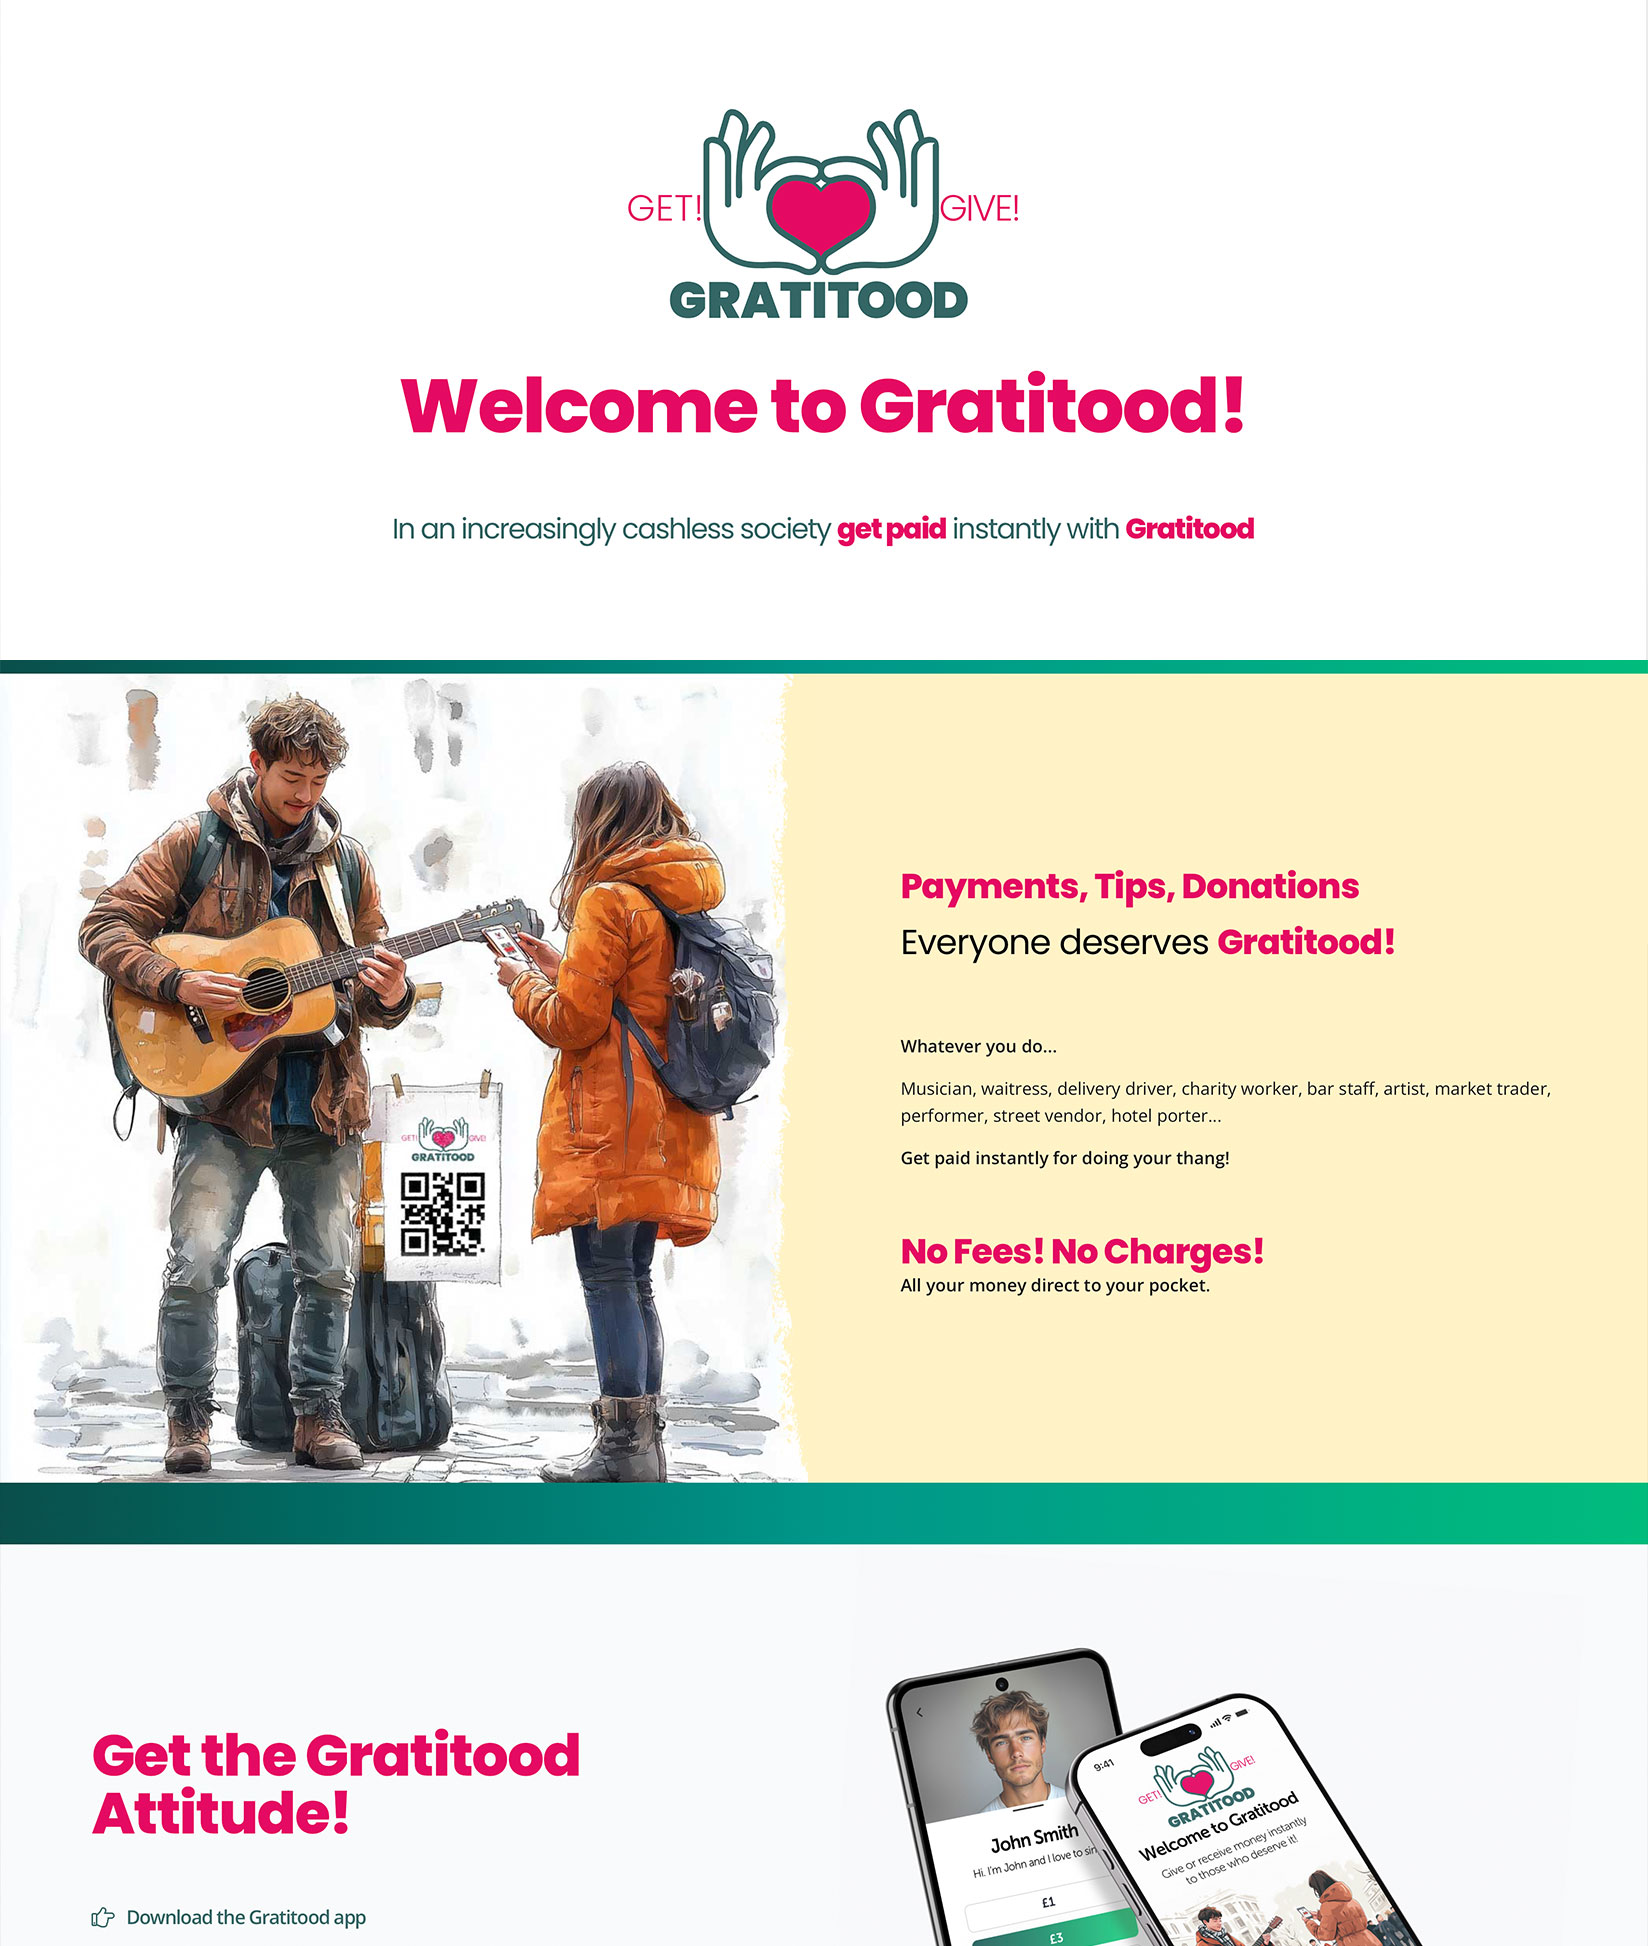 GET!
GIVE!
GRATITOOD
Welcome to Gratitood!
In an increasingly cashless society get paid instantly with Gratitood
Payments, Tips, Donations
Everyone deserves Gratitood!
Whatever you do...
Musician, waitress, delivery driver, charity worker, bar staff, artist, market trader,
performer, street vendor, hotel porter...
Get paid instantly for doing your thang!
No Fees! No Charges!
All your money direct to your pocket.
GET!
GIVE!
GRATITOOD
Get the Gratitood
Attitude!
Download the Gratitood app
John Smith
Hi. I'm John and I love to
£1
£3
9:41
GET!
GIVE!
GRATITOOD
Welcome to Gratitood
Give or receive money instantly
to those who deserve it!